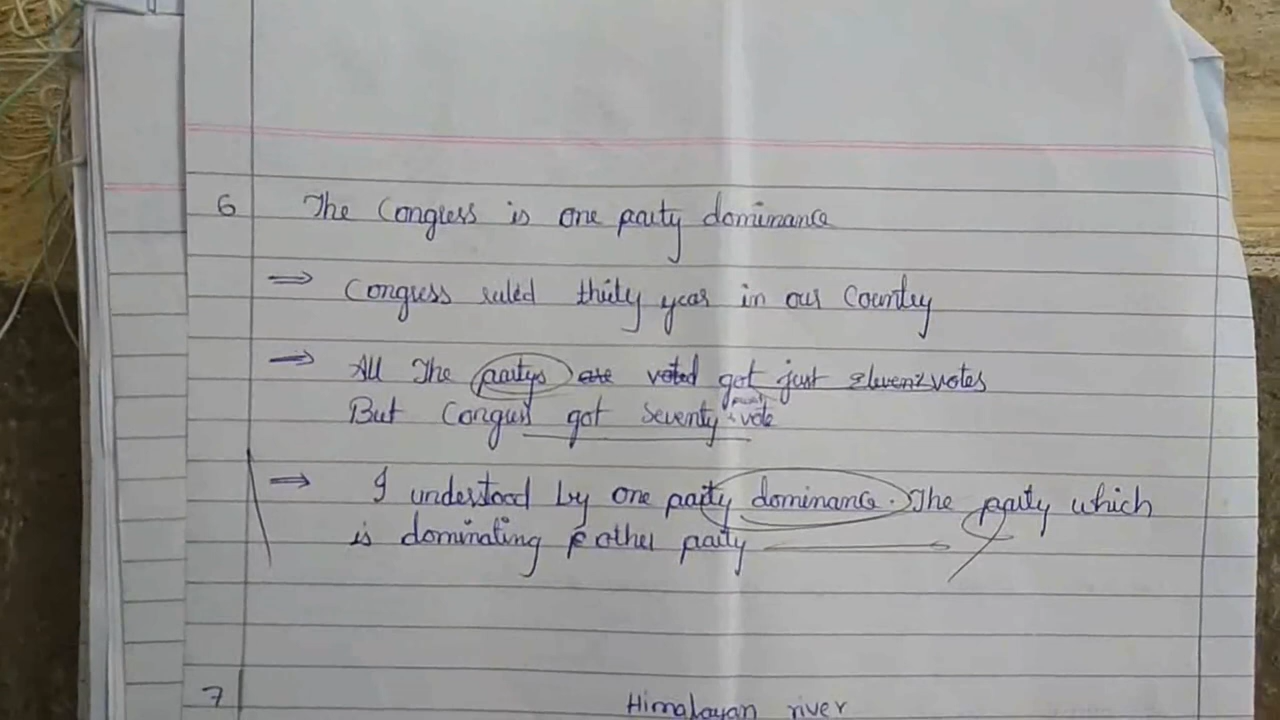 6 The Congress is one party dominance
⇒ Congress ruled thirty year in our Country
⇒ All The partys are voted got just elevenz votes
But Congress got seventy vote
⇒ I understood by one party dominance. The party which
is dominating other party
7 Himalayan river